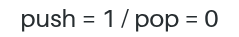 push = 1 / pop = 0